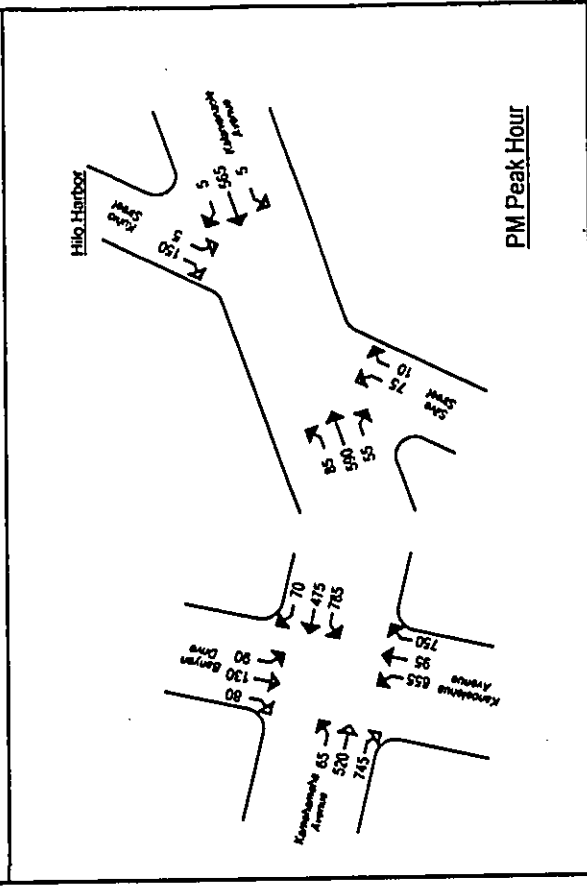 Hilo Harbor
Kuhio
Street
150
5
5
565
5
Kalanianaole
Avenue
85
590
55
75
10
Silva
Street
80
130
90
Banyan
Drive
70
475
785
Kamehameha
Avenue
65
520
745
655
95
750
Kanoelehua
Avenue
PM Peak Hour